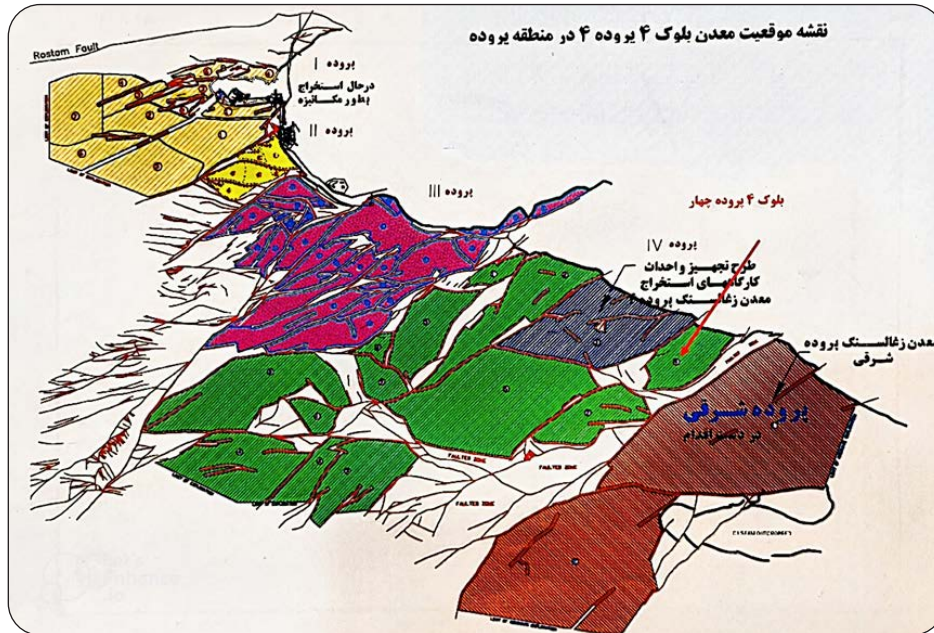 نقشه موقعیت معدن بلوک ۴ پروده ۴ در منطقه پروده
Rostom Fault
پروده I
درحال استخراج
بطور مکانیزه
پروده II
پروده III
بلوک ۴ پروده چهار
پروده IV
طرح تجهیز و احداث
کارگاههای استخراج
معدن زغالسنگ پروده
معدن زغالسنگ پروده
شرقی
پروده شرقی
در دست اقدام
FAULTED ZONE
FAULTED ZONE
FAULTED ZONE